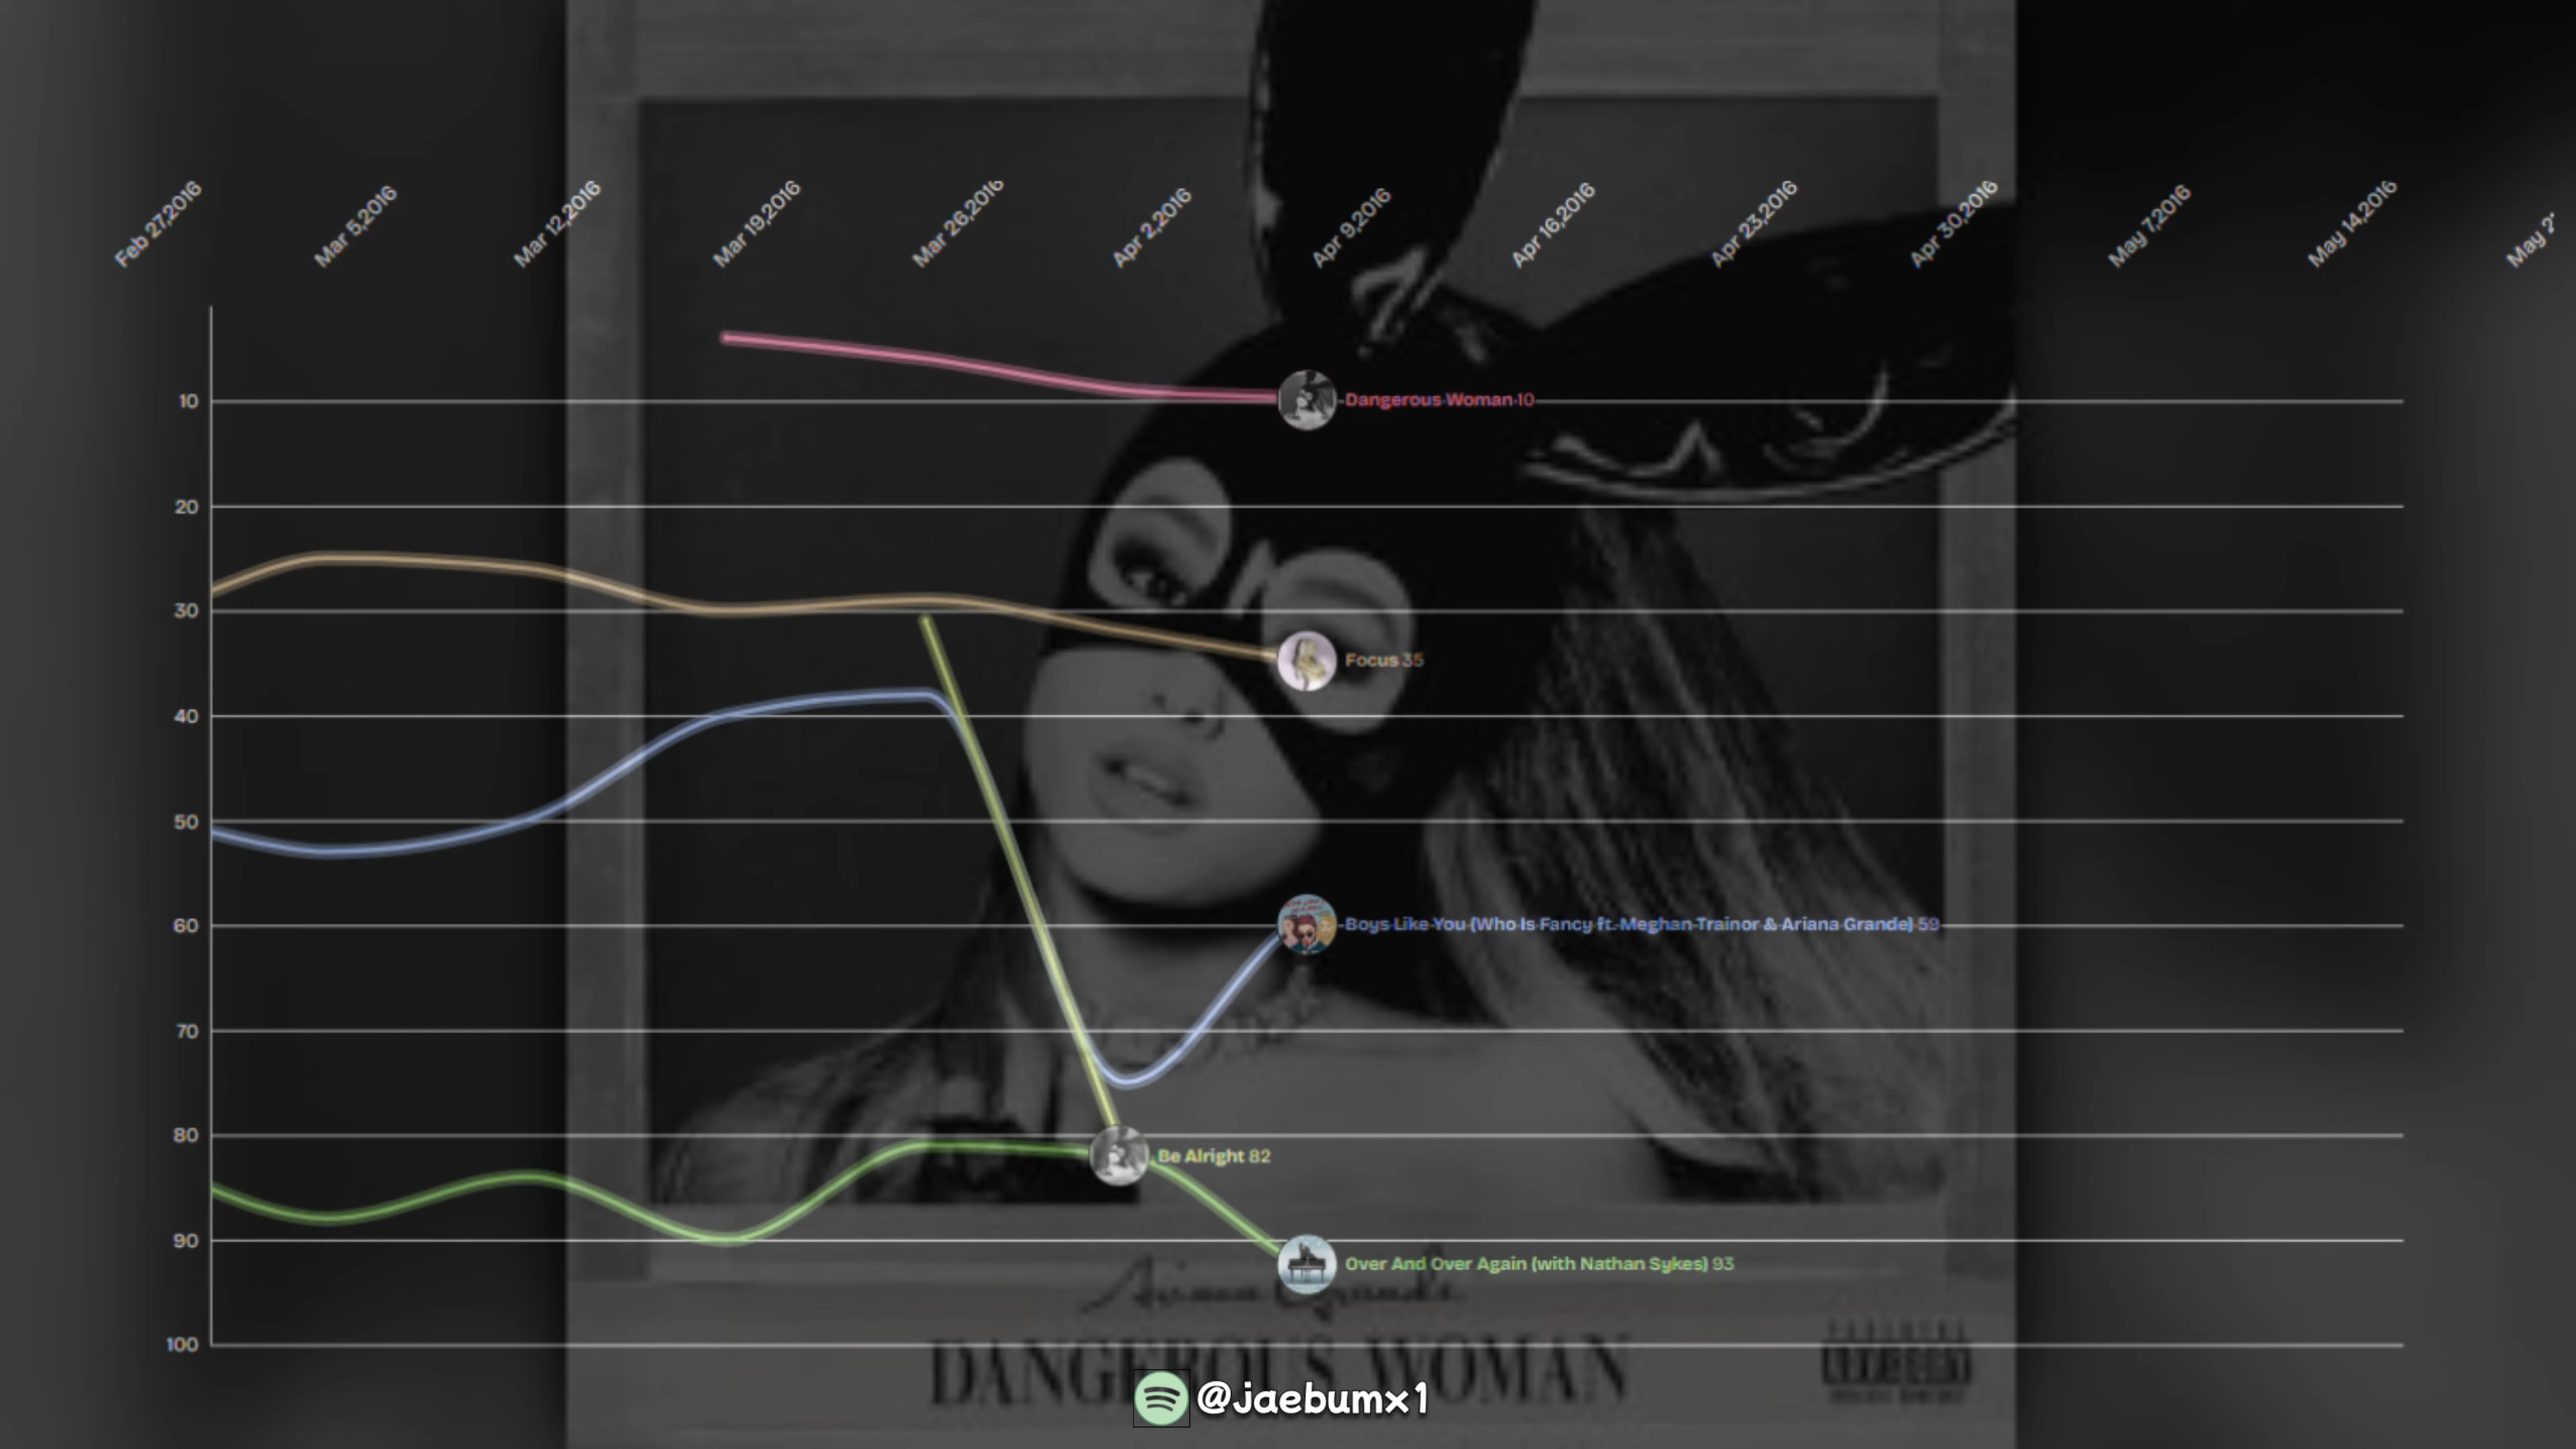 Feb 27,2016
Mar 5,2016
Mar 12,2016
Mar 19,2016
Mar 26,2016
Apr 2,2016
Apr 9,2016
Apr 16,2016
Apr 23,2016
Apr 30,2016
May 7,2016
May 14,2016
May 2
10
Dangerous Woman 10
20
30
Focus 35
40
50
60
Boys Like You (Who Is Fancy ft. Meghan Trainor & Ariana Grande) 59
70
80
Be Alright 82
90
Over And Over Again (with Nathan Sykes) 93
Ariana Grande
100
DANGEROUS WOMAN
@jaebumx1